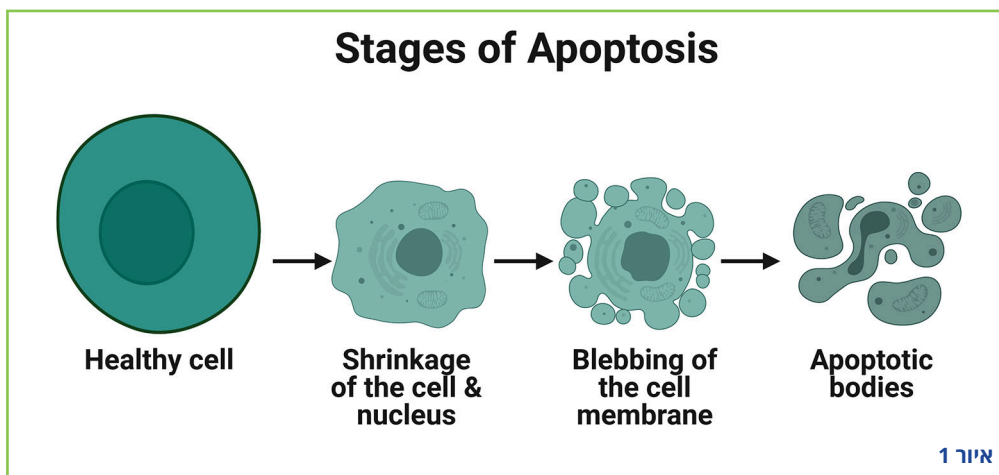 Stages of Apoptosis
Healthy cell
Shrinkage
of the cell &
nucleus
Blebbing of
the cell
membrane
Apoptotic
bodies
איור 1